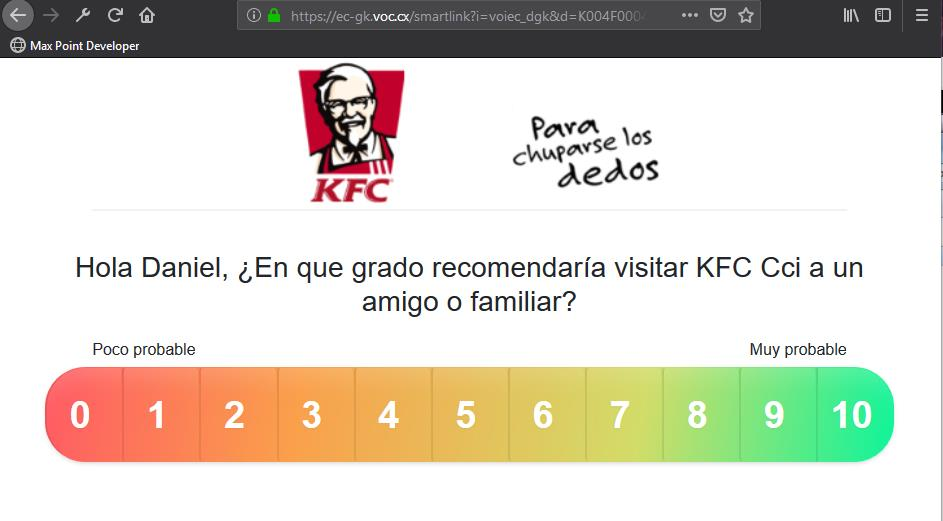 https://ec-gk.voc.cx/smartlink?i=voiec_dgk&d=K004F000
Max Point Developer
KFC
Para
chuparse los
dedos
Hola Daniel, ¿En que grado recomendaría visitar KFC Cci a un
amigo o familiar?
Poco probable Muy probable
0 1 2 3 4 5 6 7 8 9 10